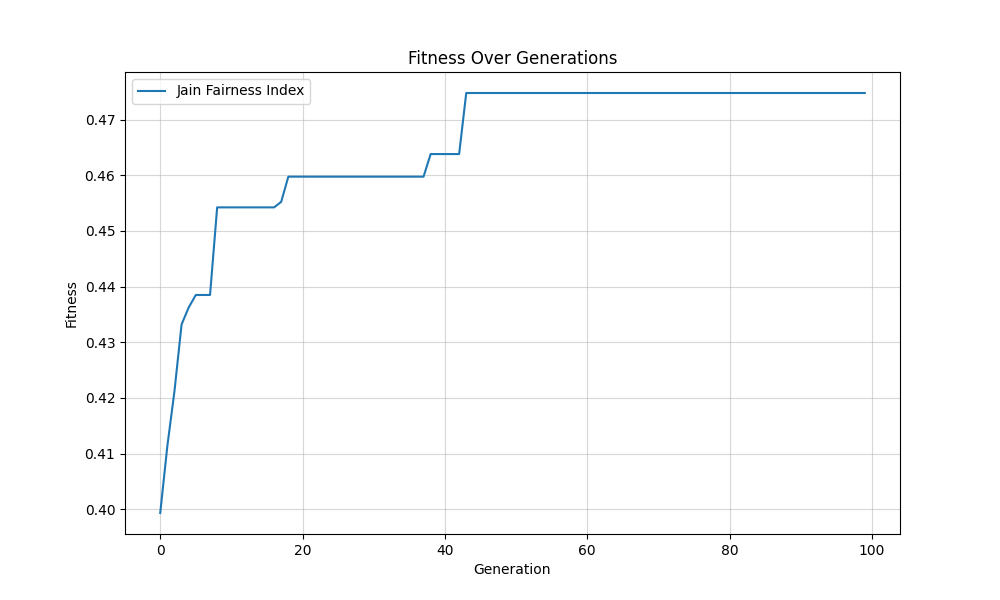 Fitness Over Generations
Jain Fairness Index
0.47
0.46
0.45
0.44
0.43
0.42
0.41
0.40
Fitness
0 20 40 60 80 100
Generation